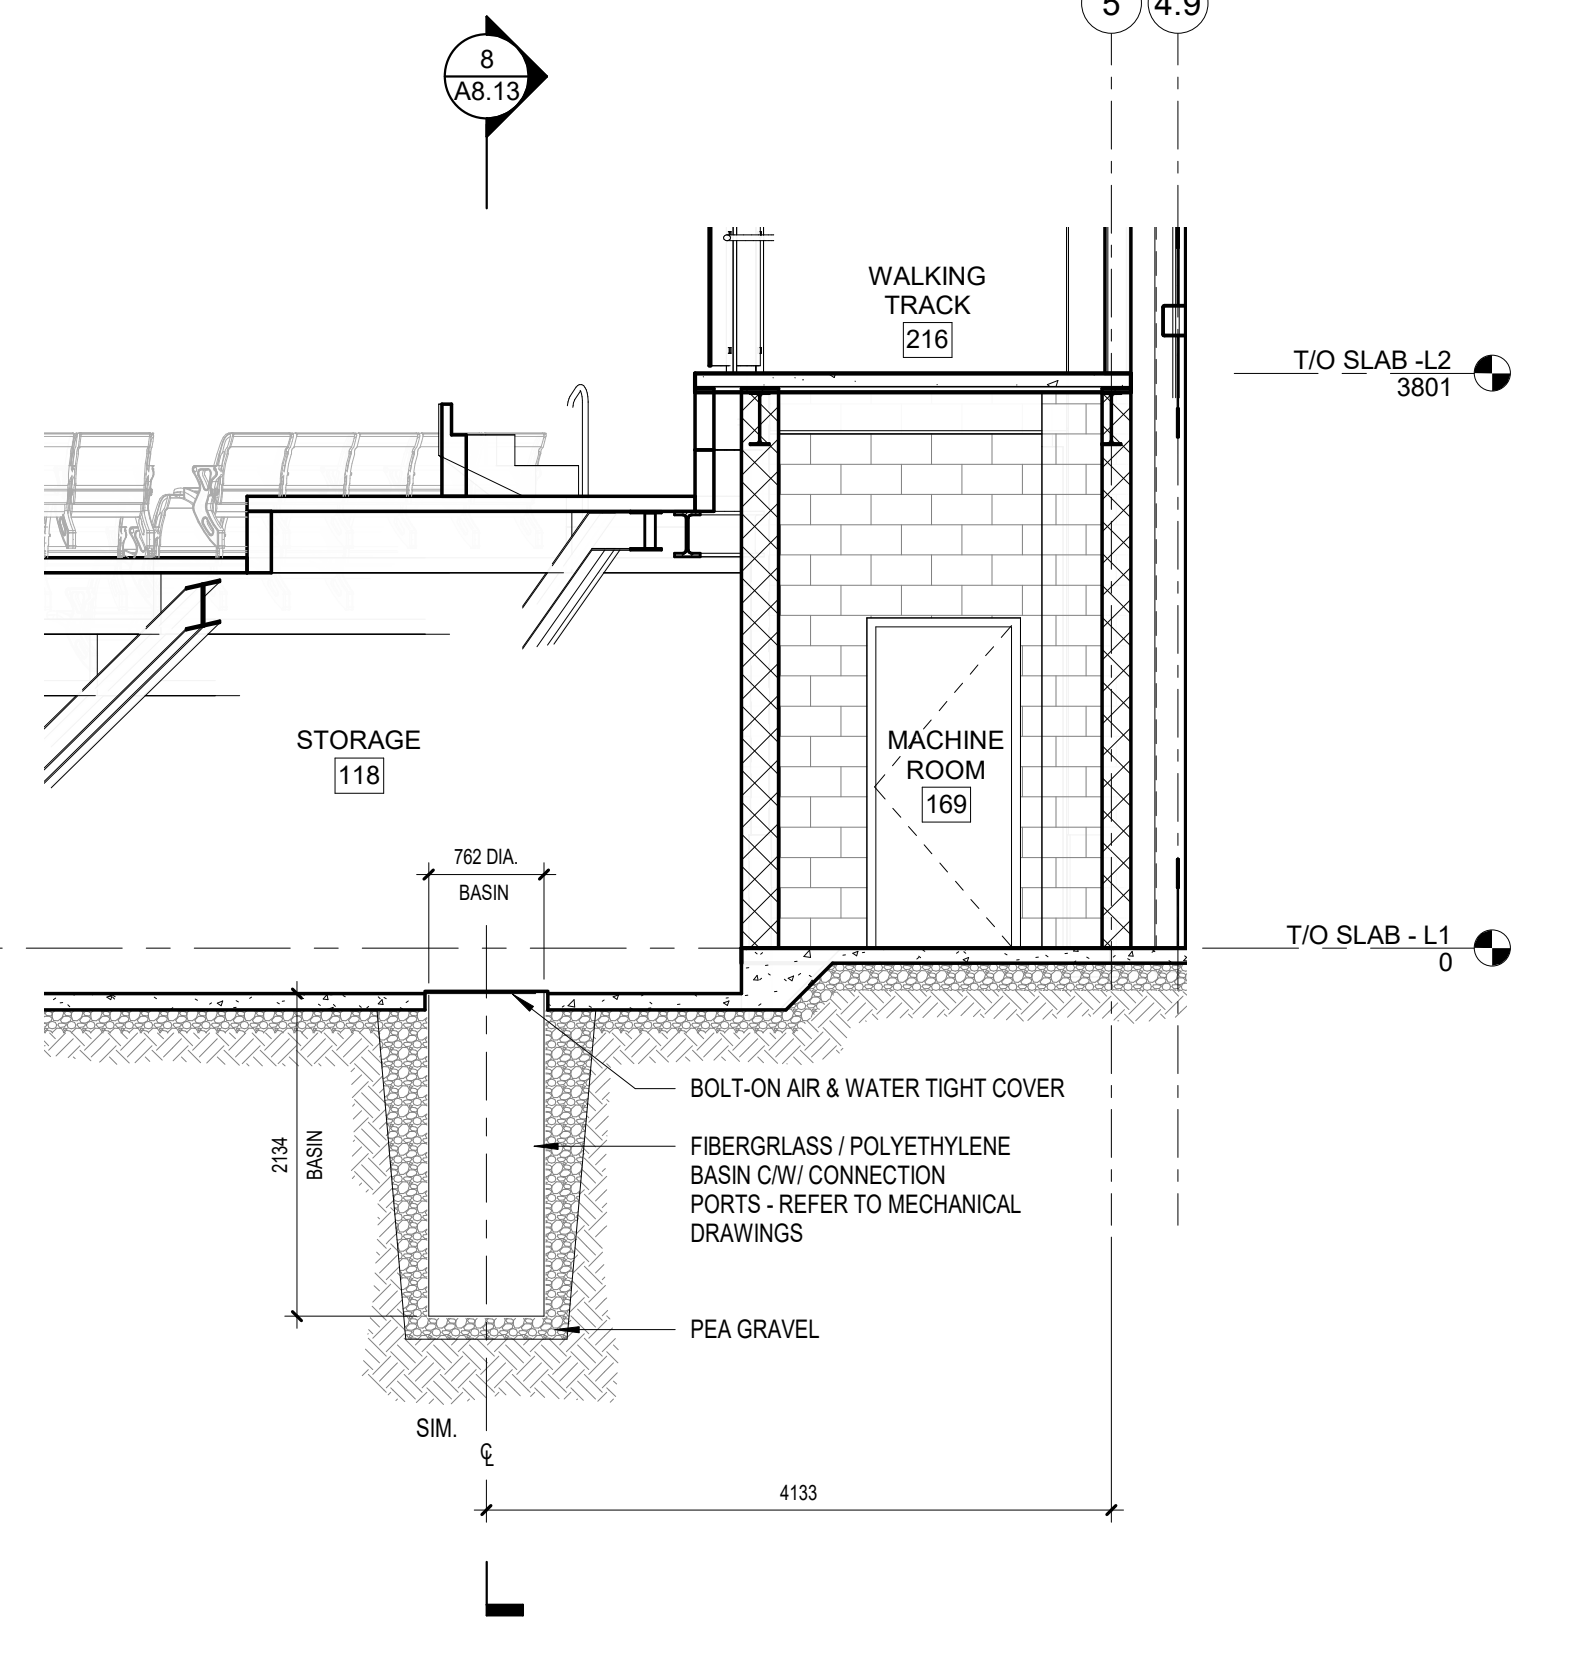 5 4.9
8
A8.13
WALKING
TRACK
216
T/O SLAB -L2
3801
STORAGE
118
MACHINE
ROOM
169
762 DIA.
BASIN
T/O SLAB - L1
0
2134
BASIN
BOLT-ON AIR & WATER TIGHT COVER
FIBERGRLASS / POLYETHYLENE
BASIN C/W/ CONNECTION
PORTS - REFER TO MECHANICAL
DRAWINGS
PEA GRAVEL
SIM.
℄
4133